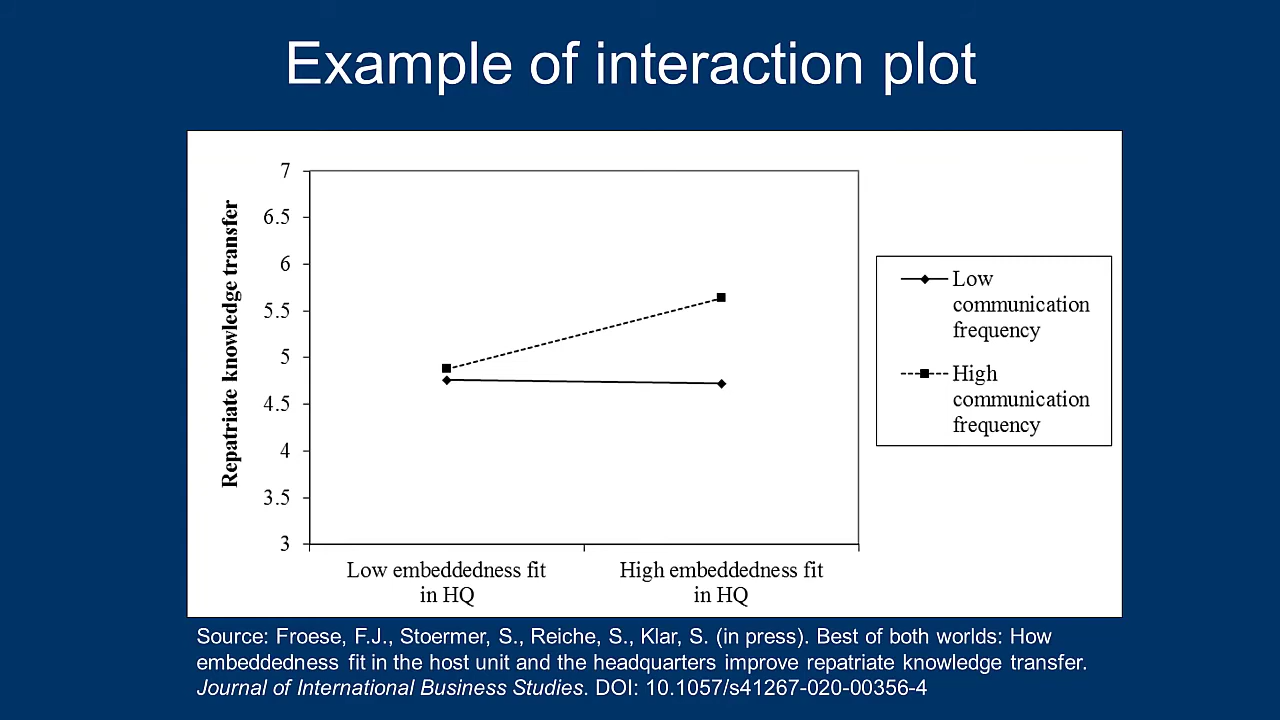 Example of interaction plot
Repatriate knowledge transfer
7
6.5
6
5.5
5
4.5
4
3.5
3
Low embeddedness fit
in HQ
High embeddedness fit
in HQ
Low
communication
frequency
High
communication
frequency
Source: Froese, F.J., Stoermer, S., Reiche, S., Klar, S. (in press). Best of both worlds: How
embeddedness fit in the host unit and the headquarters improve repatriate knowledge transfer.
Journal of International Business Studies. DOI: 10.1057/s41267-020-00356-4